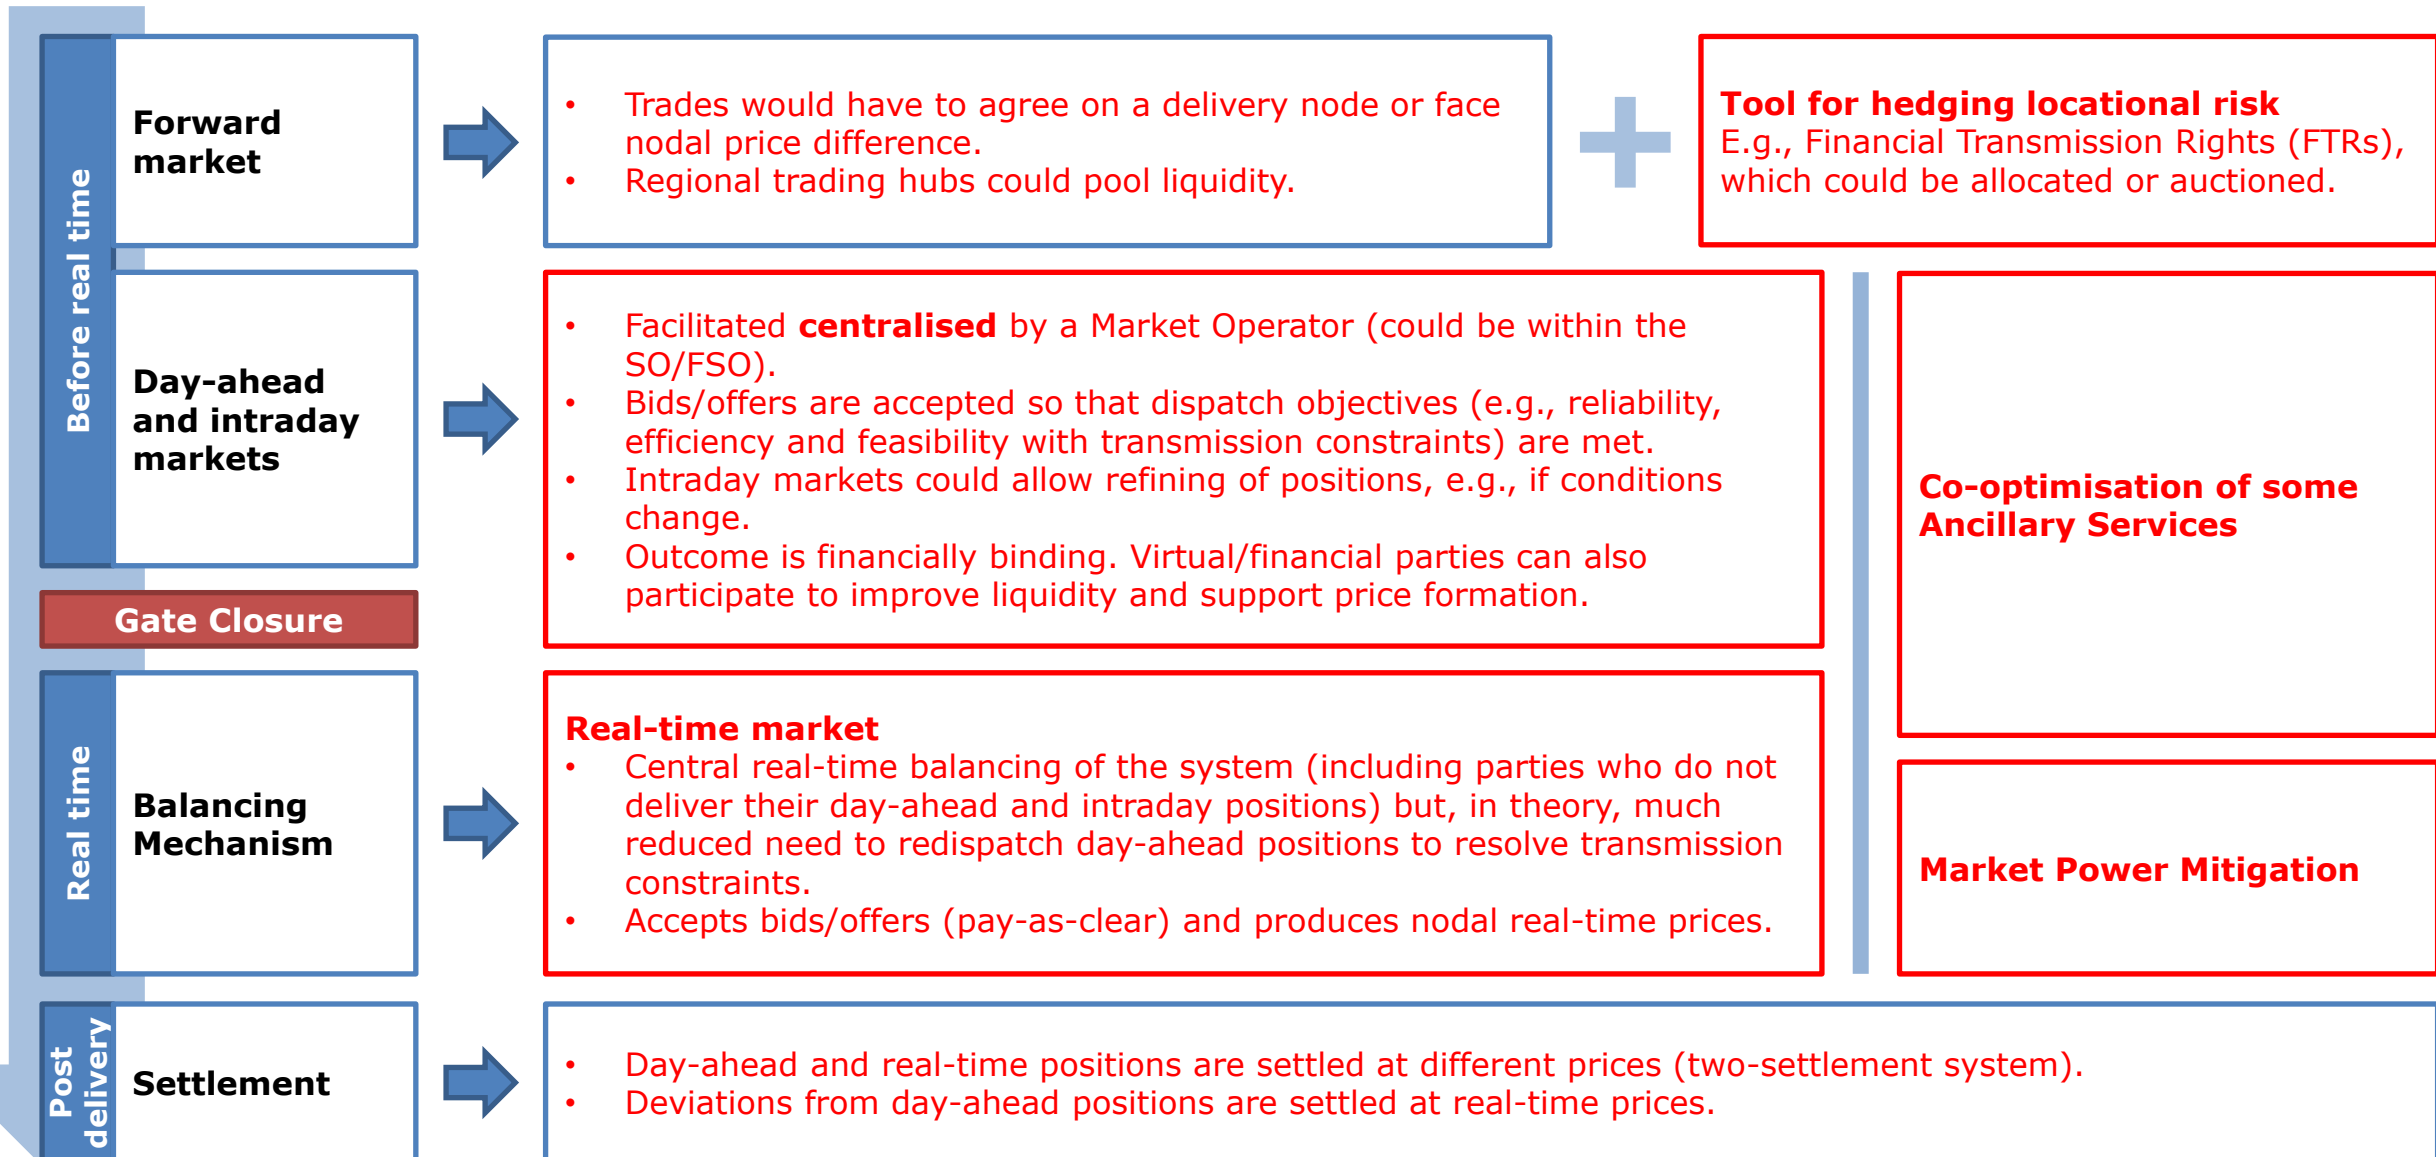 Before real time
Forward
market
• Trades would have to agree on a delivery node or face
nodal price difference.
• Regional trading hubs could pool liquidity.
Tool for hedging locational risk
E.g., Financial Transmission Rights (FTRs),
which could be allocated or auctioned.
Day-ahead
and intraday
markets
• Facilitated centralised by a Market Operator (could be within the
SO/FSO).
• Bids/offers are accepted so that dispatch objectives (e.g., reliability,
efficiency and feasibility with transmission constraints) are met.
• Intraday markets could allow refining of positions, e.g., if conditions
change.
• Outcome is financially binding. Virtual/financial parties can also
participate to improve liquidity and support price formation.
Co-optimisation of some
Ancillary Services
Gate Closure
Real time
Balancing
Mechanism
Real-time market
• Central real-time balancing of the system (including parties who do not
deliver their day-ahead and intraday positions) but, in theory, much
reduced need to redispatch day-ahead positions to resolve transmission
constraints.
• Accepts bids/offers (pay-as-clear) and produces nodal real-time prices.
Market Power Mitigation
Post
delivery
Settlement
• Day-ahead and real-time positions are settled at different prices (two-settlement system).
• Deviations from day-ahead positions are settled at real-time prices.